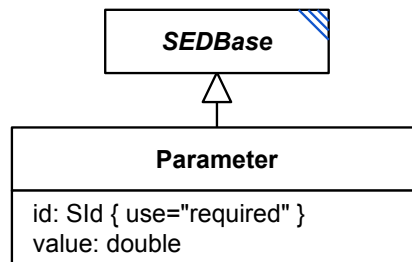 SEDBase
Parameter
id: SId { use="required" }
value: double